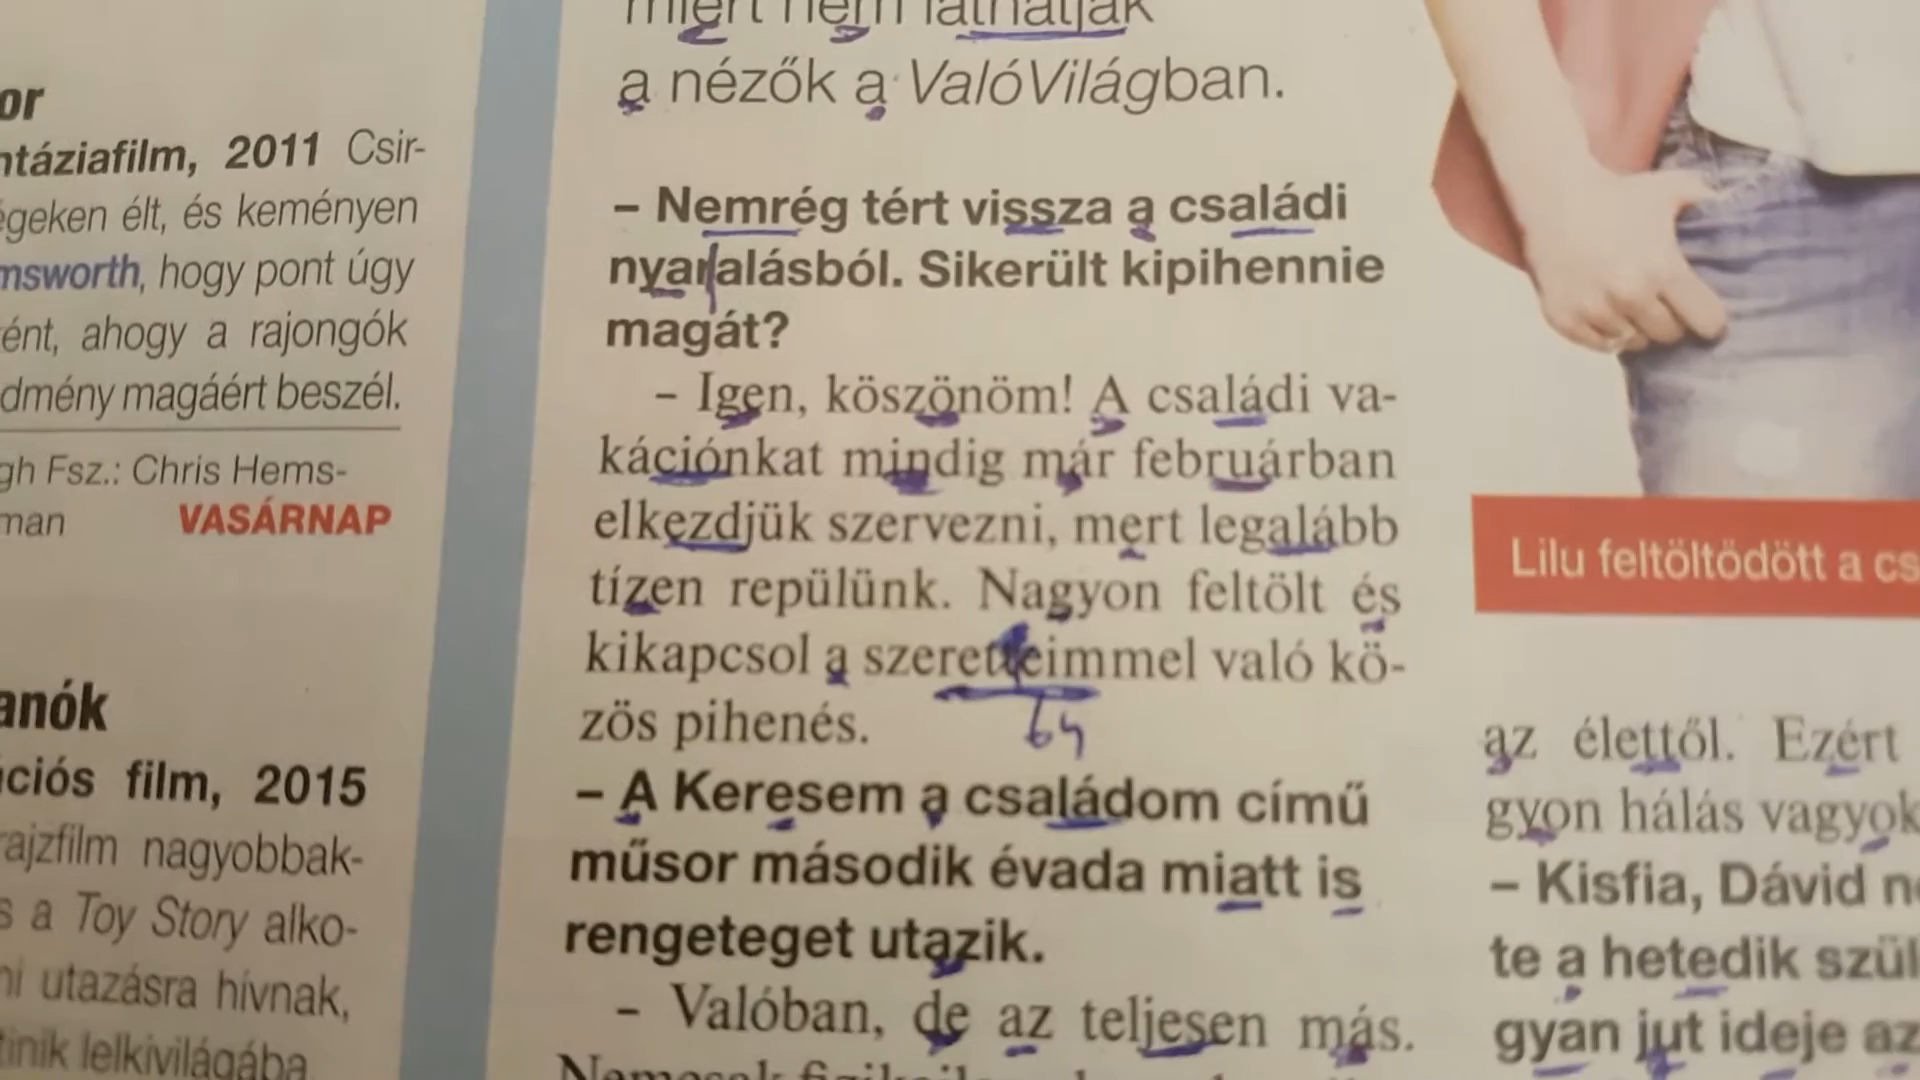 or
ntáziafilm, 2011 Csir-
égeken élt, és keményen
msworth, hogy pont úgy
ént, ahogy a rajongók
dmény magáért beszél.
gh Fsz.: Chris Hems-
man VASÁRNAP
anók
ciós film, 2015
rajzfilm nagyobbak-
s a Toy Story alko-
ni utazásra hívnak,
tinik lelkivilágába
miért nem láthatják
a nézők a ValóVilágban.
– Nemrég tért vissza a családi
nyaralásból. Sikerült kipihennie
magát?
– Igen, köszönöm! A családi va-
kációnkat mindig már februárban
elkezdjük szervezni, mert legalább
tízen repülünk. Nagyon feltölt és
kikapcsol a szeretteimmel való kö-
zös pihenés.
64
– A Keresem a családom című
műsor második évada miatt is
rengeteget utazik.
– Valóban, de az teljesen más.
Nemcsak
Lilu feltöltődött a cs
az élettől. Ezért
gyon hálás vagyok
– Kisfia, Dávid n
te a hetedik szül
gyan jut ideje az